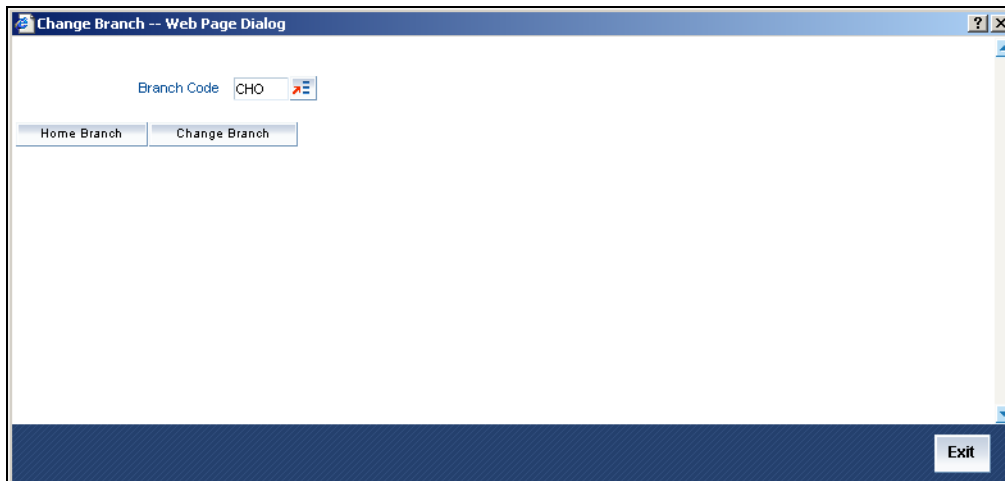 Change Branch -- Web Page Dialog
Branch Code CHO
Home Branch Change Branch
Exit